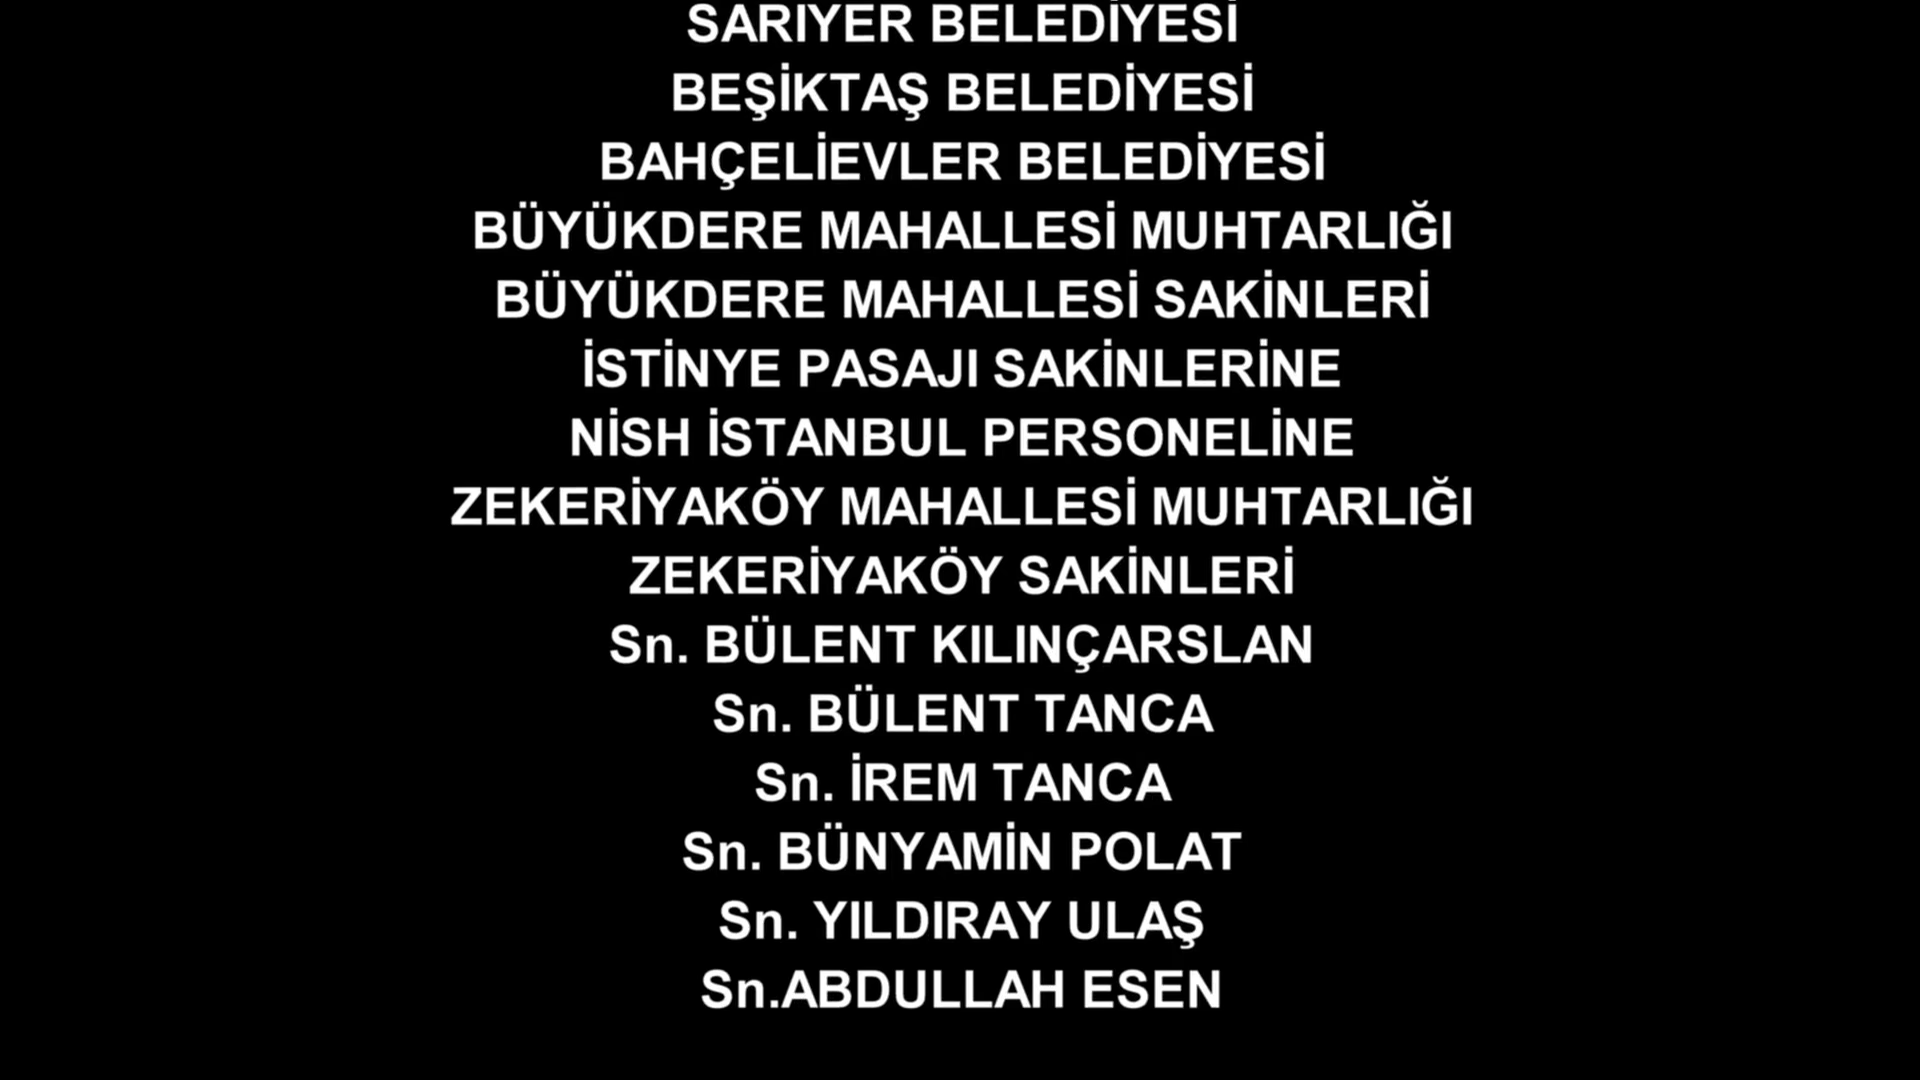 SARIYER BELEDİYESİ
BEŞİKTAŞ BELEDİYESİ
BAHÇELİEVLER BELEDİYESİ
BÜYÜKDERE MAHALLESİ MUHTARLIĞI
BÜYÜKDERE MAHALLESİ SAKİNLERİ
İSTİNYE PASAJI SAKİNLERİNE
NİSH İSTANBUL PERSONELİNE
ZEKERİYAKÖY MAHALLESİ MUHTARLIĞI
ZEKERİYAKÖY SAKİNLERİ
Sn. BÜLENT KILINÇARSLAN
Sn. BÜLENT TANCA
Sn. İREM TANCA
Sn. BÜNYAMİN POLAT
Sn. YILDIRAY ULAŞ
Sn.ABDULLAH ESEN